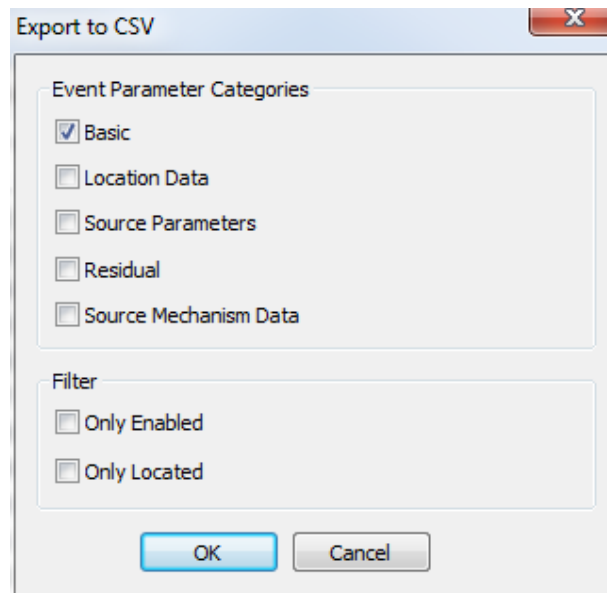 Export to CSV
Event Parameter Categories
Basic
Location Data
Source Parameters
Residual
Source Mechanism Data
Filter
Only Enabled
Only Located
OK
Cancel